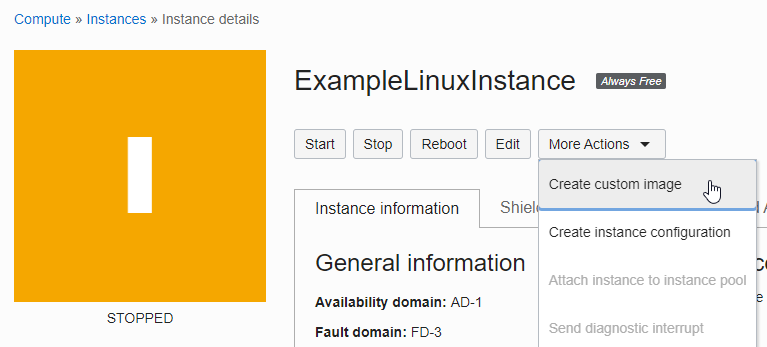 Compute » Instances » Instance details
ExampleLinuxInstance Always Free
Start Stop Reboot Edit More Actions
Create custom image
Instance information
Create instance configuration
General information
Attach instance to instance pool
Availability domain: AD-1
STOPPED
Fault domain: FD-3
Send diagnostic interrupt